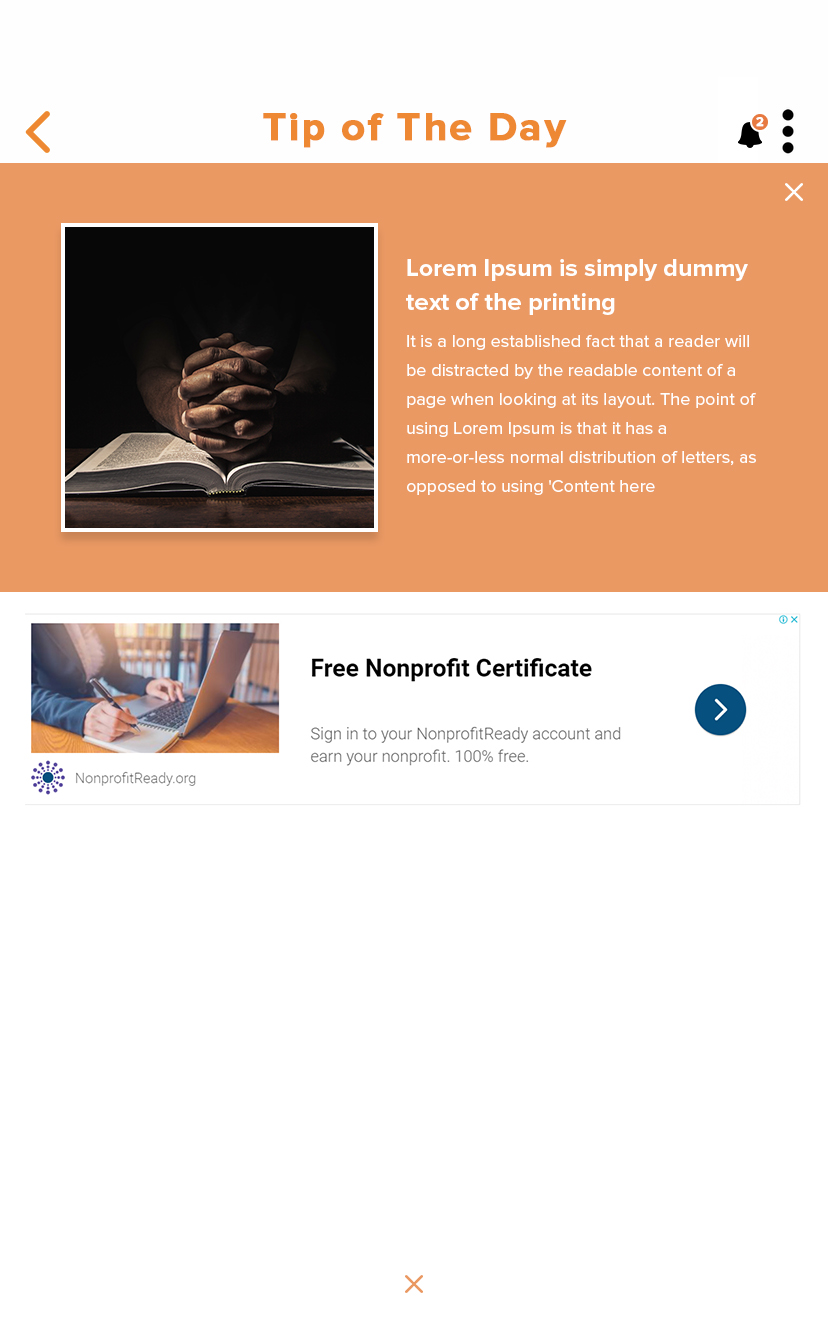 Tip of The Day
2
Lorem Ipsum is simply dummy
text of the printing
It is a long established fact that a reader will
be distracted by the readable content of a
page when looking at its layout. The point of
using Lorem Ipsum is that it has a
more-or-less normal distribution of letters, as
opposed to using 'Content here
Free Nonprofit Certificate
Sign in to your NonprofitReady account and
earn your nonprofit. 100% free.
NonprofitReady.org